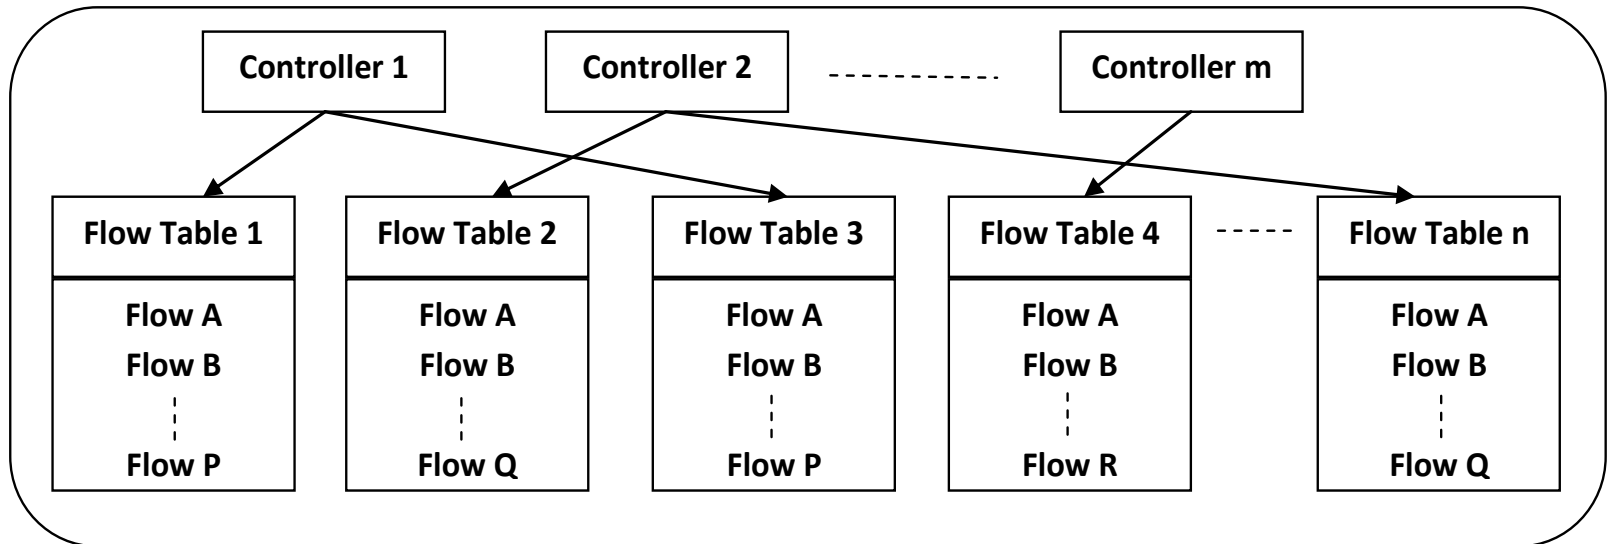 Controller 1
Controller 2
Controller m
Flow Table 1
Flow Table 2
Flow Table 3
Flow Table 4
Flow Table n
Flow A
Flow A
Flow A
Flow A
Flow A
Flow B
Flow B
Flow B
Flow B
Flow B
Flow P
Flow Q
Flow P
Flow R
Flow Q